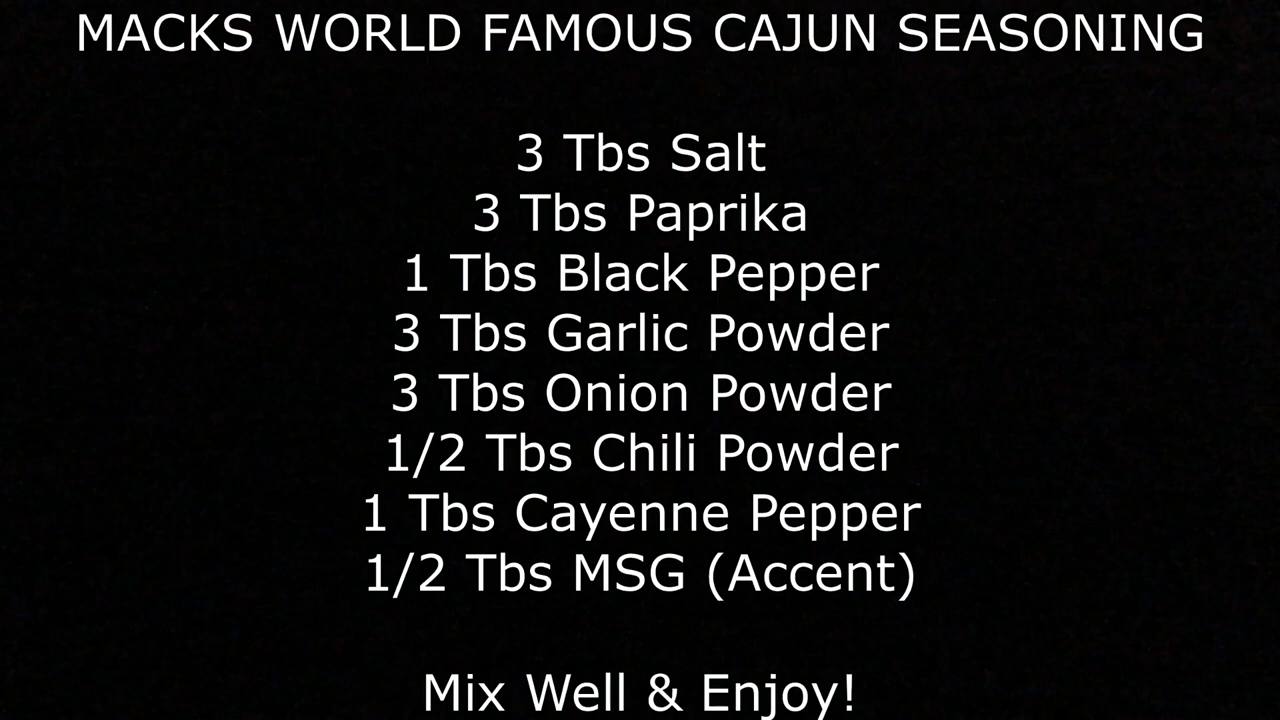 MACKS WORLD FAMOUS CAJUN SEASONING
3 Tbs Salt
3 Tbs Paprika
1 Tbs Black Pepper
3 Tbs Garlic Powder
3 Tbs Onion Powder
1/2 Tbs Chili Powder
1 Tbs Cayenne Pepper
1/2 Tbs MSG (Accent)
Mix Well & Enjoy!